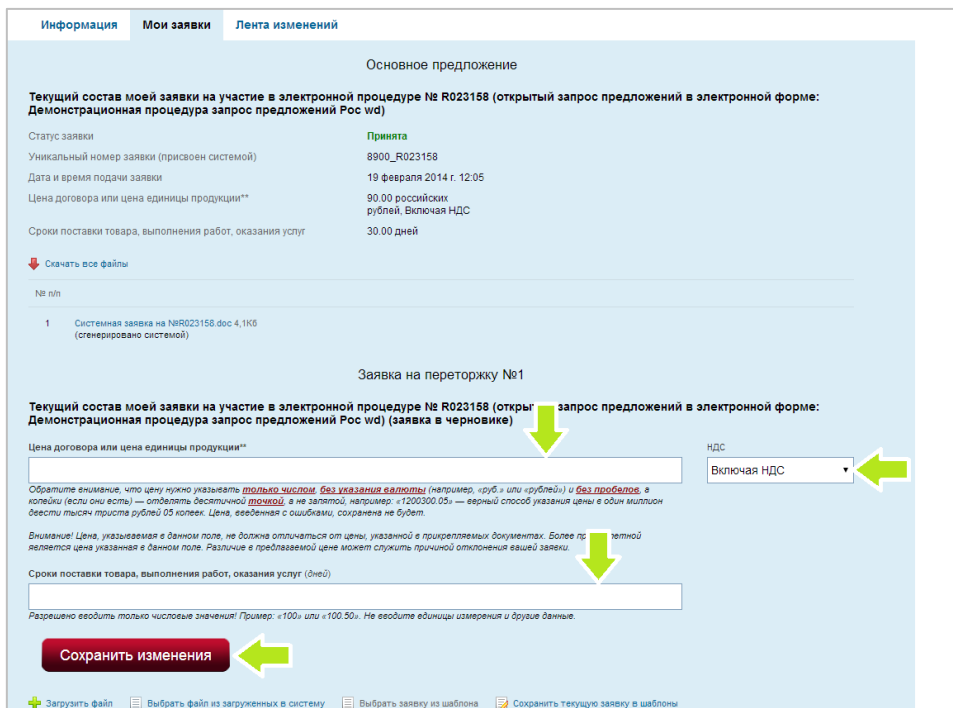 Информация Мои заявки Лента изменений
Основное предложение
Текущий состав моей заявки на участие в электронной процедуре № R023158 (открытый запрос предложений в электронной форме:
Демонстрационная процедура запрос предложений Рос wd)
Статус заявки Принята
Уникальный номер заявки (присвоен системой) 8900_R023158
Дата и время подачи заявки 19 февраля 2014 г. 12:05
Цена договора или цена единицы продукции** 90.00 российских
рублей, Включая НДС
Сроки поставки товара, выполнения работ, оказания услуг 30.00 дней
Скачать все файлы
№ п/п
1 Системная заявка на №R023158.doc 4,1Кб
(сгенерировано системой)
Заявка на переторжку №1
Текущий состав моей заявки на участие в электронной процедуре № R023158 запрос предложений в электронной форме:
Демонстрационная процедура запрос предложений Рос wd) (заявка в черновике)
Цена договора или цена единицы продукции** НДС
Включая НДС
Обратите внимание, что цену нужно указывать только числом, без указания валюты (например, «руб.» или «рублей») и без пробелов, а
копейки (если они есть) — отделять десятичной точкой, а не запятой, например: «1200300.05» — верный способ указания цены в один миллион
двести тысяч триста рублей 05 копеек. Цена, введенная с ошибками, сохранена не будет.
Внимание! Цена, указываемая в данном поле, не должна отличаться от цены, указанной в прикрепляемых документах. Более
является цена указанная в данном поле. Различие в предлагаемой цене может служить причиной отклонения вашей заявки.
Сроки поставки товара, выполнения работ, оказания услуг (дней)
Разрешено вводить только числовые значения! Пример: «100» или «100.50». Не вводите единицы измерения и другие данные.
Сохранить изменения
Загрузить файл Выбрать файл из загруженных в систему Выбрать заявку из шаблона Сохранить текущую заявку в шаблоны